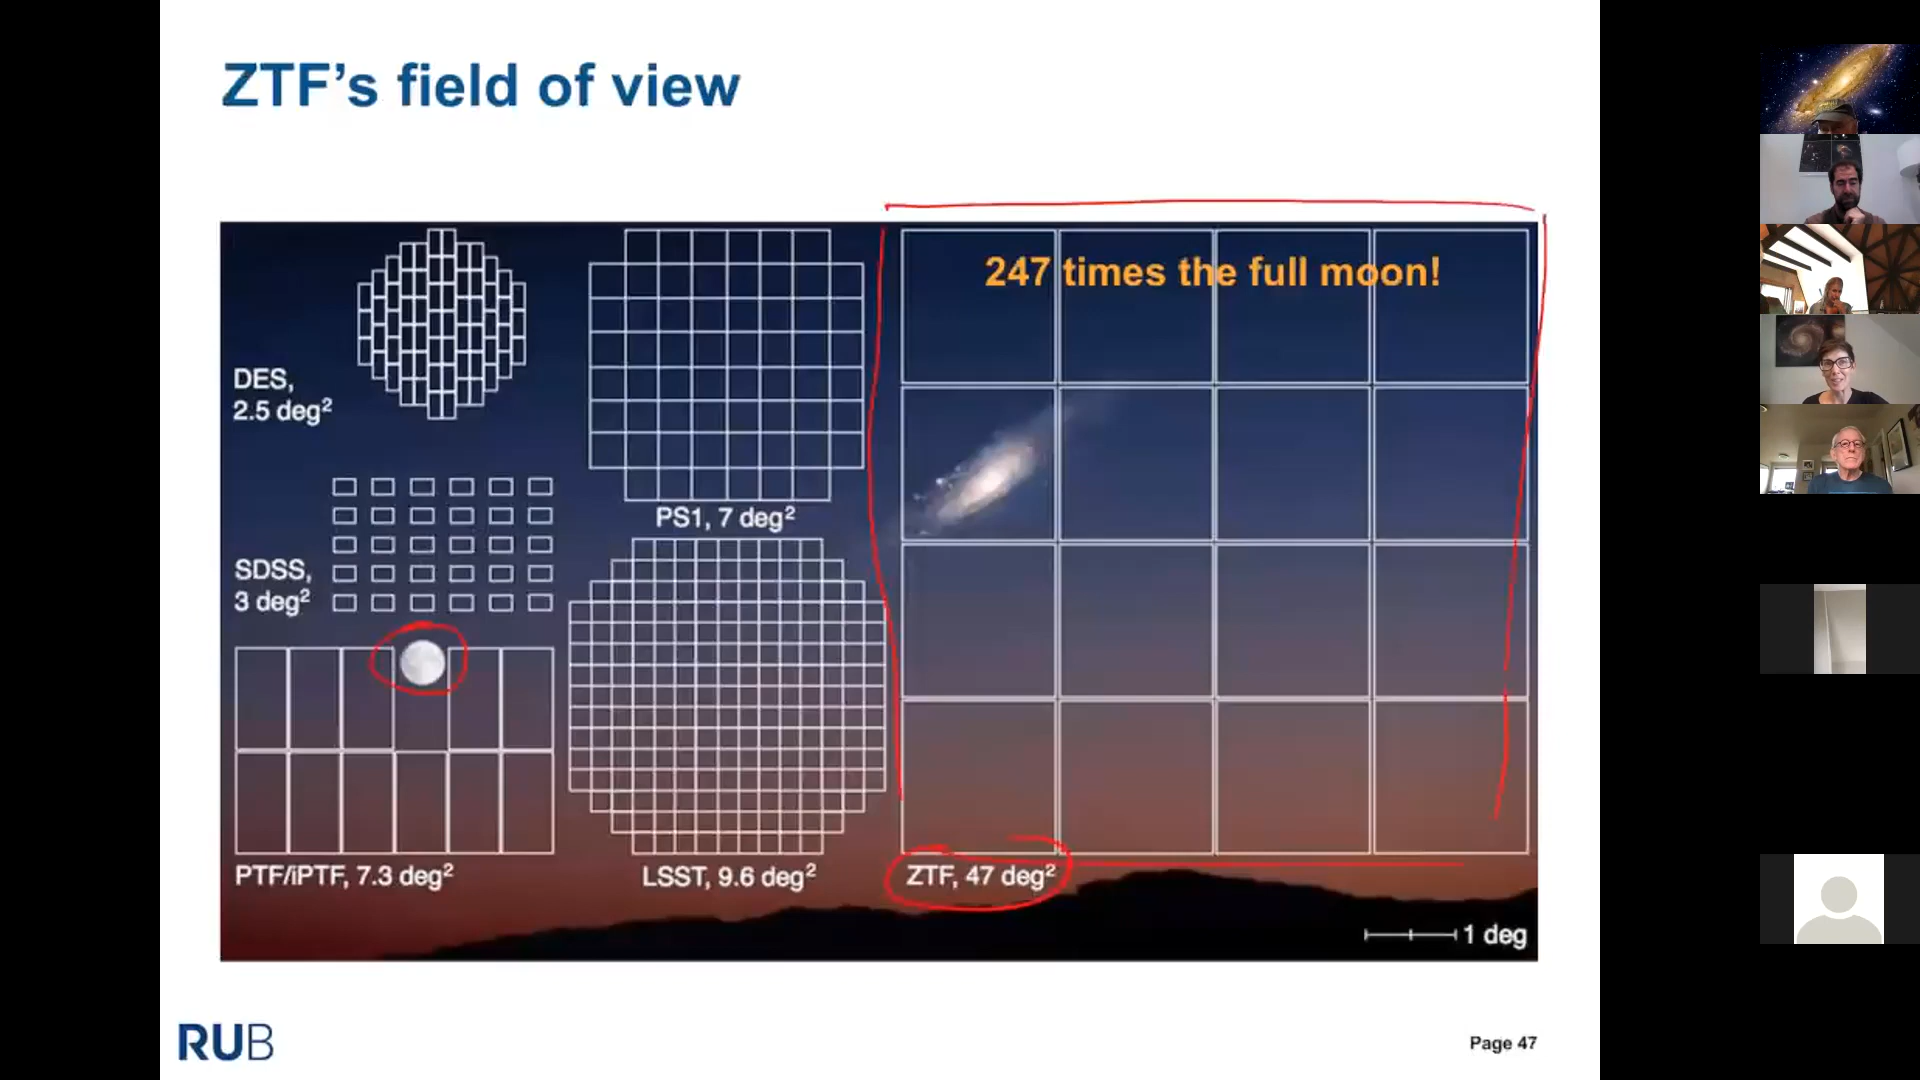 ZTF’s field of view
247 times the full moon!
DES,
2.5 deg²
PS1, 7 deg²
SDSS,
3 deg²
PTF/iPTF, 7.3 deg²
LSST, 9.6 deg²
ZTF, 47 deg²
1 deg
RUB
Page 47